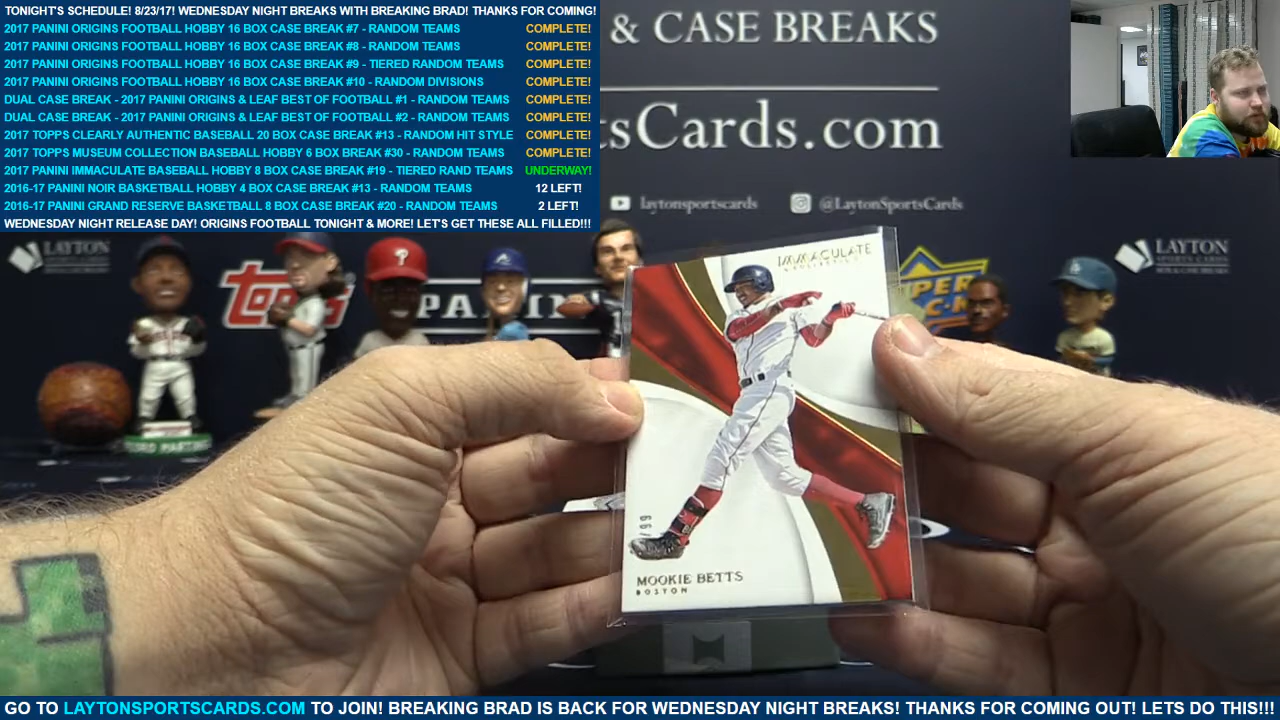 TONIGHT'S SCHEDULE! 8/23/17! WEDNESDAY NIGHT BREAKS WITH BREAKING BRAD! THANKS FOR COMING!
2017 PANINI ORIGINS FOOTBALL HOBBY 16 BOX CASE BREAK #7 - RANDOM TEAMS COMPLETE!
2017 PANINI ORIGINS FOOTBALL HOBBY 16 BOX CASE BREAK #8 - RANDOM TEAMS COMPLETE!
2017 PANINI ORIGINS FOOTBALL HOBBY 16 BOX CASE BREAK #9 - TIERED RANDOM TEAMS COMPLETE!
2017 PANINI ORIGINS FOOTBALL HOBBY 16 BOX CASE BREAK #10 - RANDOM DIVISIONS COMPLETE!
DUAL CASE BREAK - 2017 PANINI ORIGINS & LEAF BEST OF FOOTBALL #1 - RANDOM TEAMS COMPLETE!
DUAL CASE BREAK - 2017 PANINI ORIGINS & LEAF BEST OF FOOTBALL #2 - RANDOM TEAMS COMPLETE!
2017 TOPPS CLEARLY AUTHENTIC BASEBALL 20 BOX CASE BREAK #13 - RANDOM HIT STYLE COMPLETE!
2017 TOPPS MUSEUM COLLECTION BASEBALL HOBBY 6 BOX BREAK #30 - RANDOM TEAMS COMPLETE!
2017 PANINI IMMACULATE BASEBALL HOBBY 8 BOX CASE BREAK #19 - TIERED RAND TEAMS UNDERWAY!
2016-17 PANINI NOIR BASKETBALL HOBBY 4 BOX CASE BREAK #13 - RANDOM TEAMS 12 LEFT!
2016-17 PANINI GRAND RESERVE BASKETBALL 8 BOX CASE BREAK #20 - RANDOM TEAMS 2 LEFT!
WEDNESDAY NIGHT RELEASE DAY! ORIGINS FOOTBALL TONIGHT & MORE! LET'S GET THESE ALL FILLED!!!
& CASE BREAKS
tsCards.com
laytonsportscards @LaytonSportsCards
LAYTON
SPORTS CARDS
LAYTON
SPORTS CARDS
topps
PANINI
IMMACULATE
COLLECTION
/99
MOOKIE BETTS
BOSTON
GO TO LAYTONSPORTSCARDS.COM TO JOIN! BREAKING BRAD IS BACK FOR WEDNESDAY NIGHT BREAKS! THANKS FOR COMING OUT! LETS DO THIS!!!